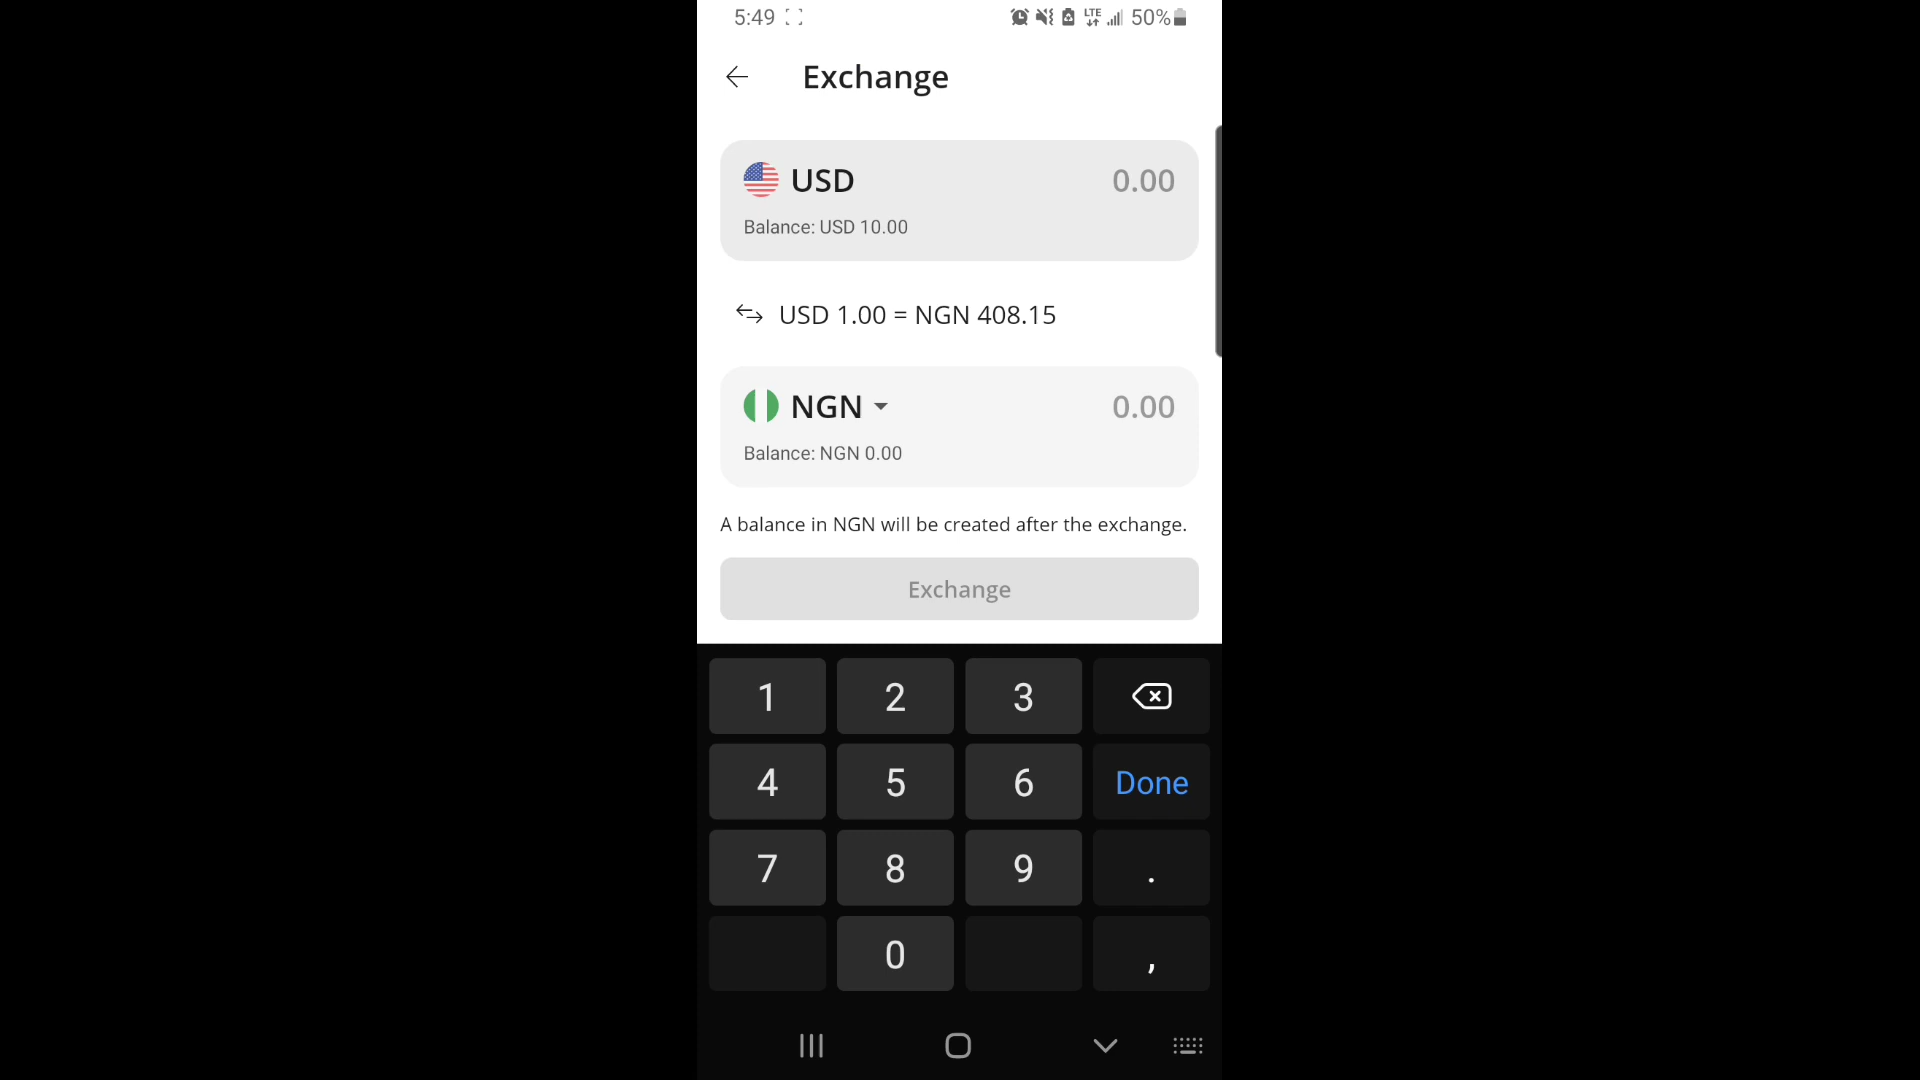 5:49 LTE 50%
Exchange
USD 0.00
Balance: USD 10.00
USD 1.00 = NGN 408.15
NGN 0.00
Balance: NGN 0.00
A balance in NGN will be created after the exchange.
Exchange
1 2 3
4 5 6 Done
7 8 9 .
0 ,